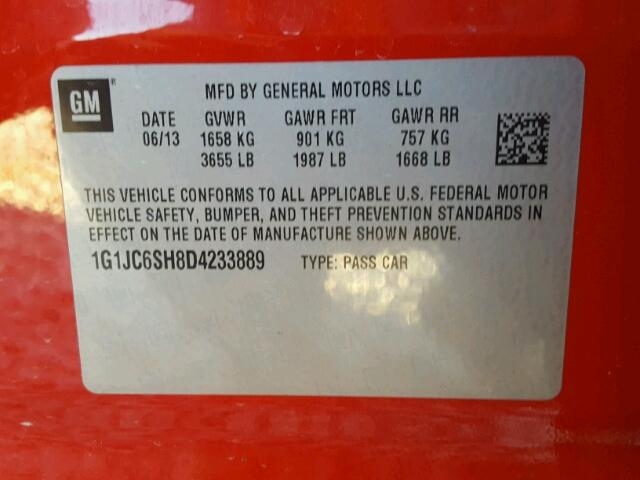 GM ®
MFD BY GENERAL MOTORS LLC
DATE GVWR GAWR FRT GAWR RR
06/13 1658 KG 901 KG 757 KG
3655 LB 1987 LB 1668 LB
THIS VEHICLE CONFORMS TO ALL APPLICABLE U.S. FEDERAL MOTOR
VEHICLE SAFETY, BUMPER, AND THEFT PREVENTION STANDARDS IN
EFFECT ON THE DATE OF MANUFACTURE SHOWN ABOVE.
1G1JC6SH8D4233889 TYPE: PASS CAR